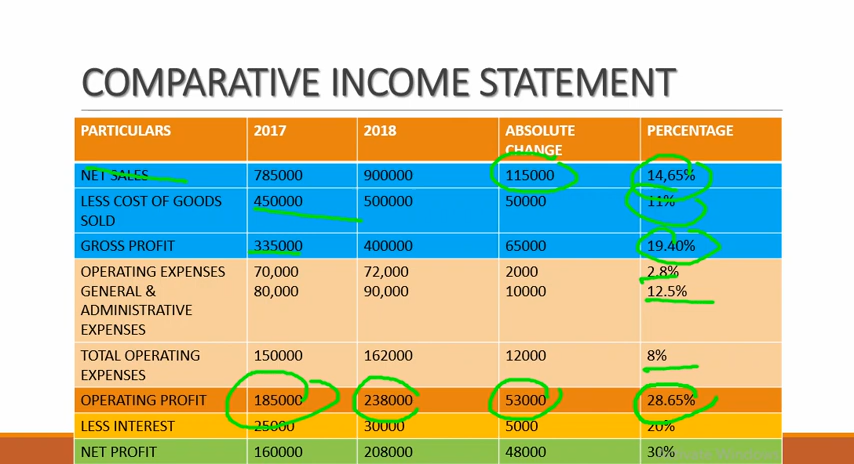 COMPARATIVE INCOME STATEMENT
PARTICULARS 2017 2018 ABSOLUTE CHANGE PERCENTAGE
NET SALES 785000 900000 115000 14,65%
LESS COST OF GOODS SOLD 450000 500000 50000 11%
GROSS PROFIT 335000 400000 65000 19.40%
OPERATING EXPENSES 70,000 72,000 2000 2.8%
GENERAL & ADMINISTRATIVE EXPENSES 80,000 90,000 10000 12.5%
TOTAL OPERATING EXPENSES 150000 162000 12000 8%
OPERATING PROFIT 185000 238000 53000 28.65%
LESS INTEREST 25000 30000 5000 20%
NET PROFIT 160000 208000 48000 30%